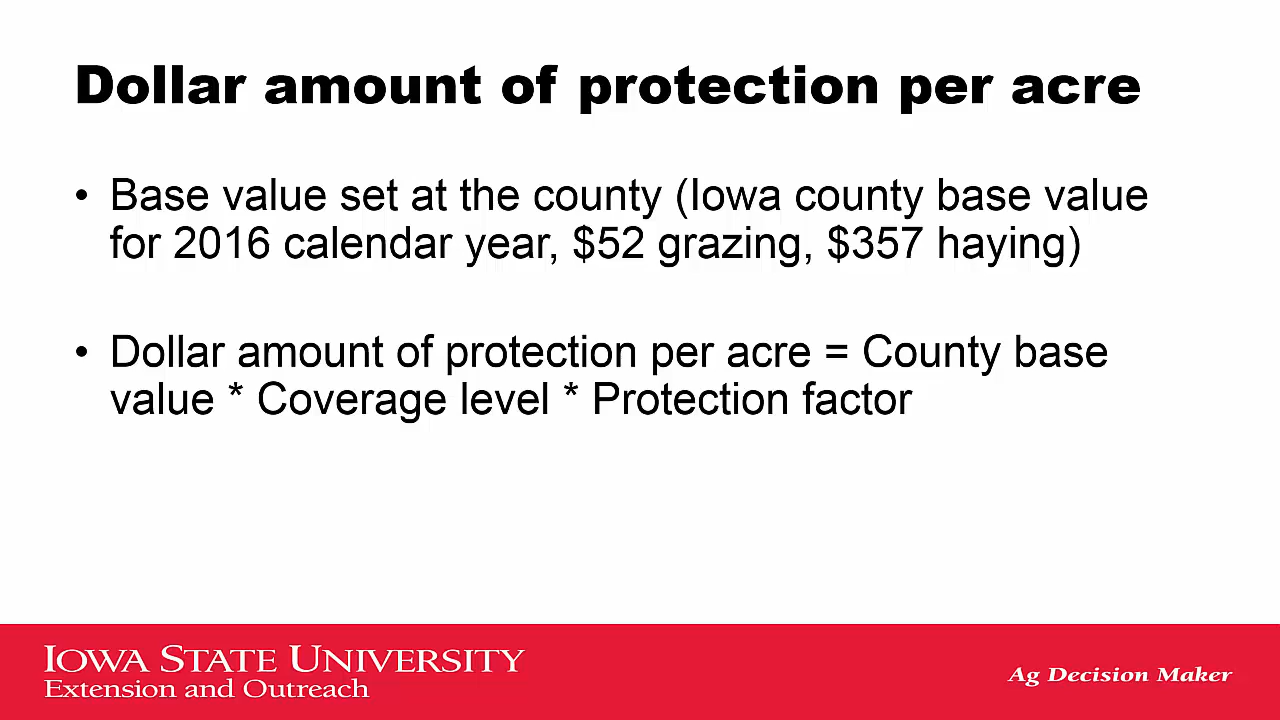 Dollar amount of protection per acre
• Base value set at the county (Iowa county base value
for 2016 calendar year, $52 grazing, $357 haying)
• Dollar amount of protection per acre = County base
value * Coverage level * Protection factor
IOWA STATE UNIVERSITY
Extension and Outreach
Ag Decision Maker